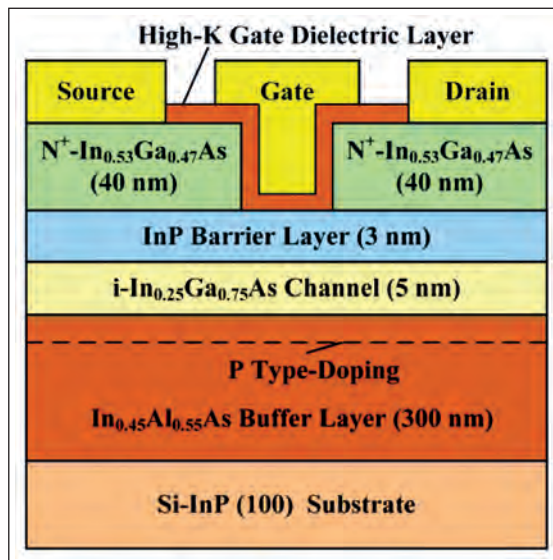 High-K Gate Dielectric Layer
Source
Gate
Drain
N⁺-In₀.₅₃Ga₀.₄₇As
(40 nm)
N⁺-In₀.₅₃Ga₀.₄₇As
(40 nm)
InP Barrier Layer (3 nm)
i-In₀.₂₅Ga₀.₇₅As Channel (5 nm)
P Type-Doping
In₀.₄₅Al₀.₅₅As Buffer Layer (300 nm)
Si-InP (100) Substrate